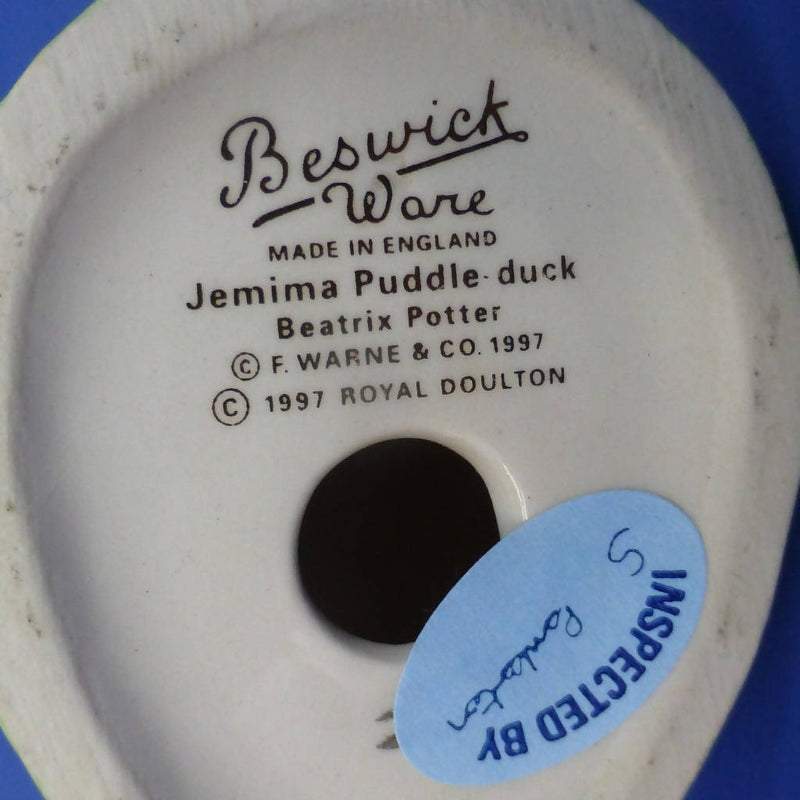 Beswick
Ware
MADE IN ENGLAND
Jemima Puddle-duck
Beatrix Potter
© F. WARNE & CO. 1997
© 1997 ROYAL DOULTON
INSPECTED BY
S